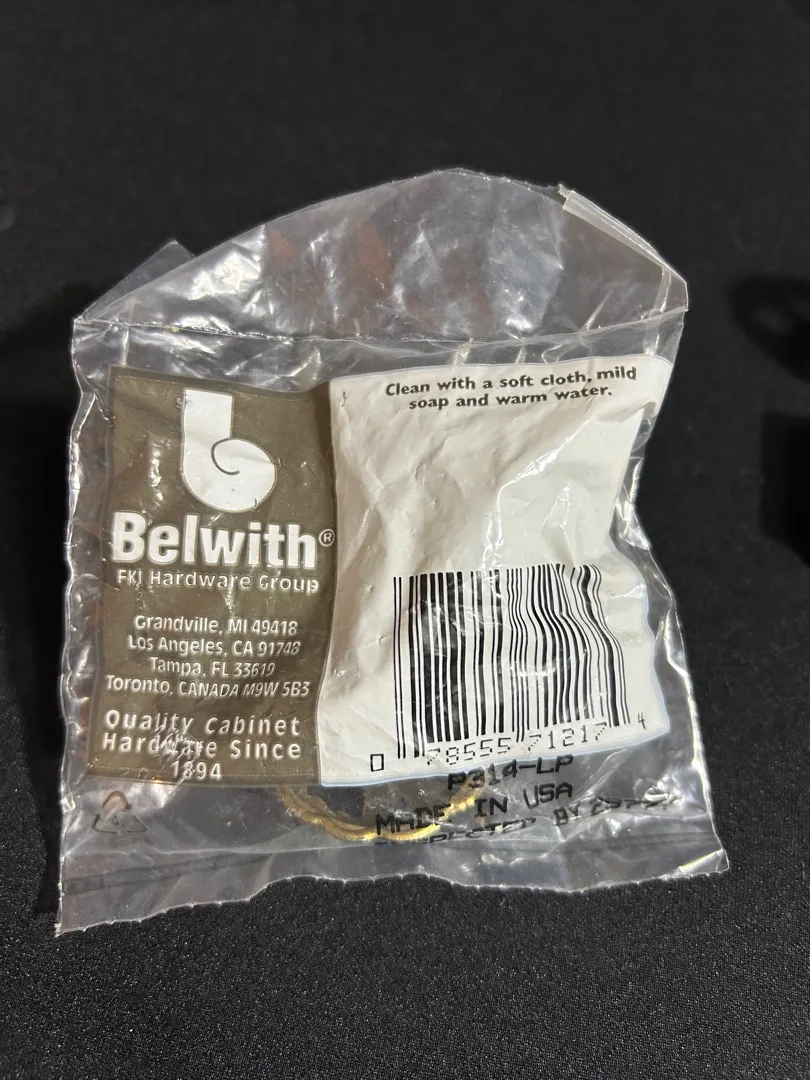 Clean with a soft cloth, mild
soap and warm water.
Belwith®
FKI Hardware Group
Grandville, MI 49418
Los Angeles, CA 91748
Tampa, FL 33619
Toronto, CANADA M9W 5B3
Quality Cabinet
Hardware Since
1894
0 78555 71217 4
P314-LP
MADE IN USA
BY